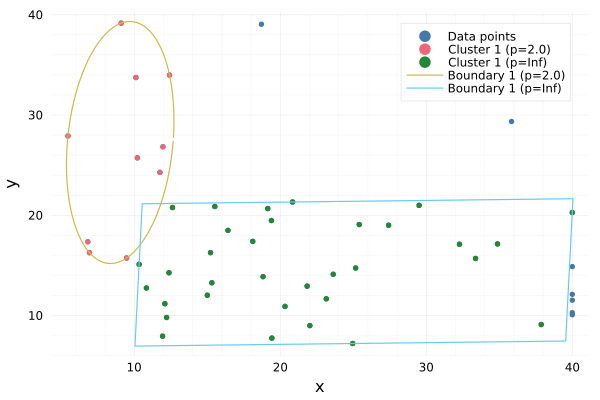 40
30
20
10
y
10
20
30
40
x
Data points
Cluster 1 (p=2.0)
Cluster 1 (p=Inf)
Boundary 1 (p=2.0)
Boundary 1 (p=Inf)